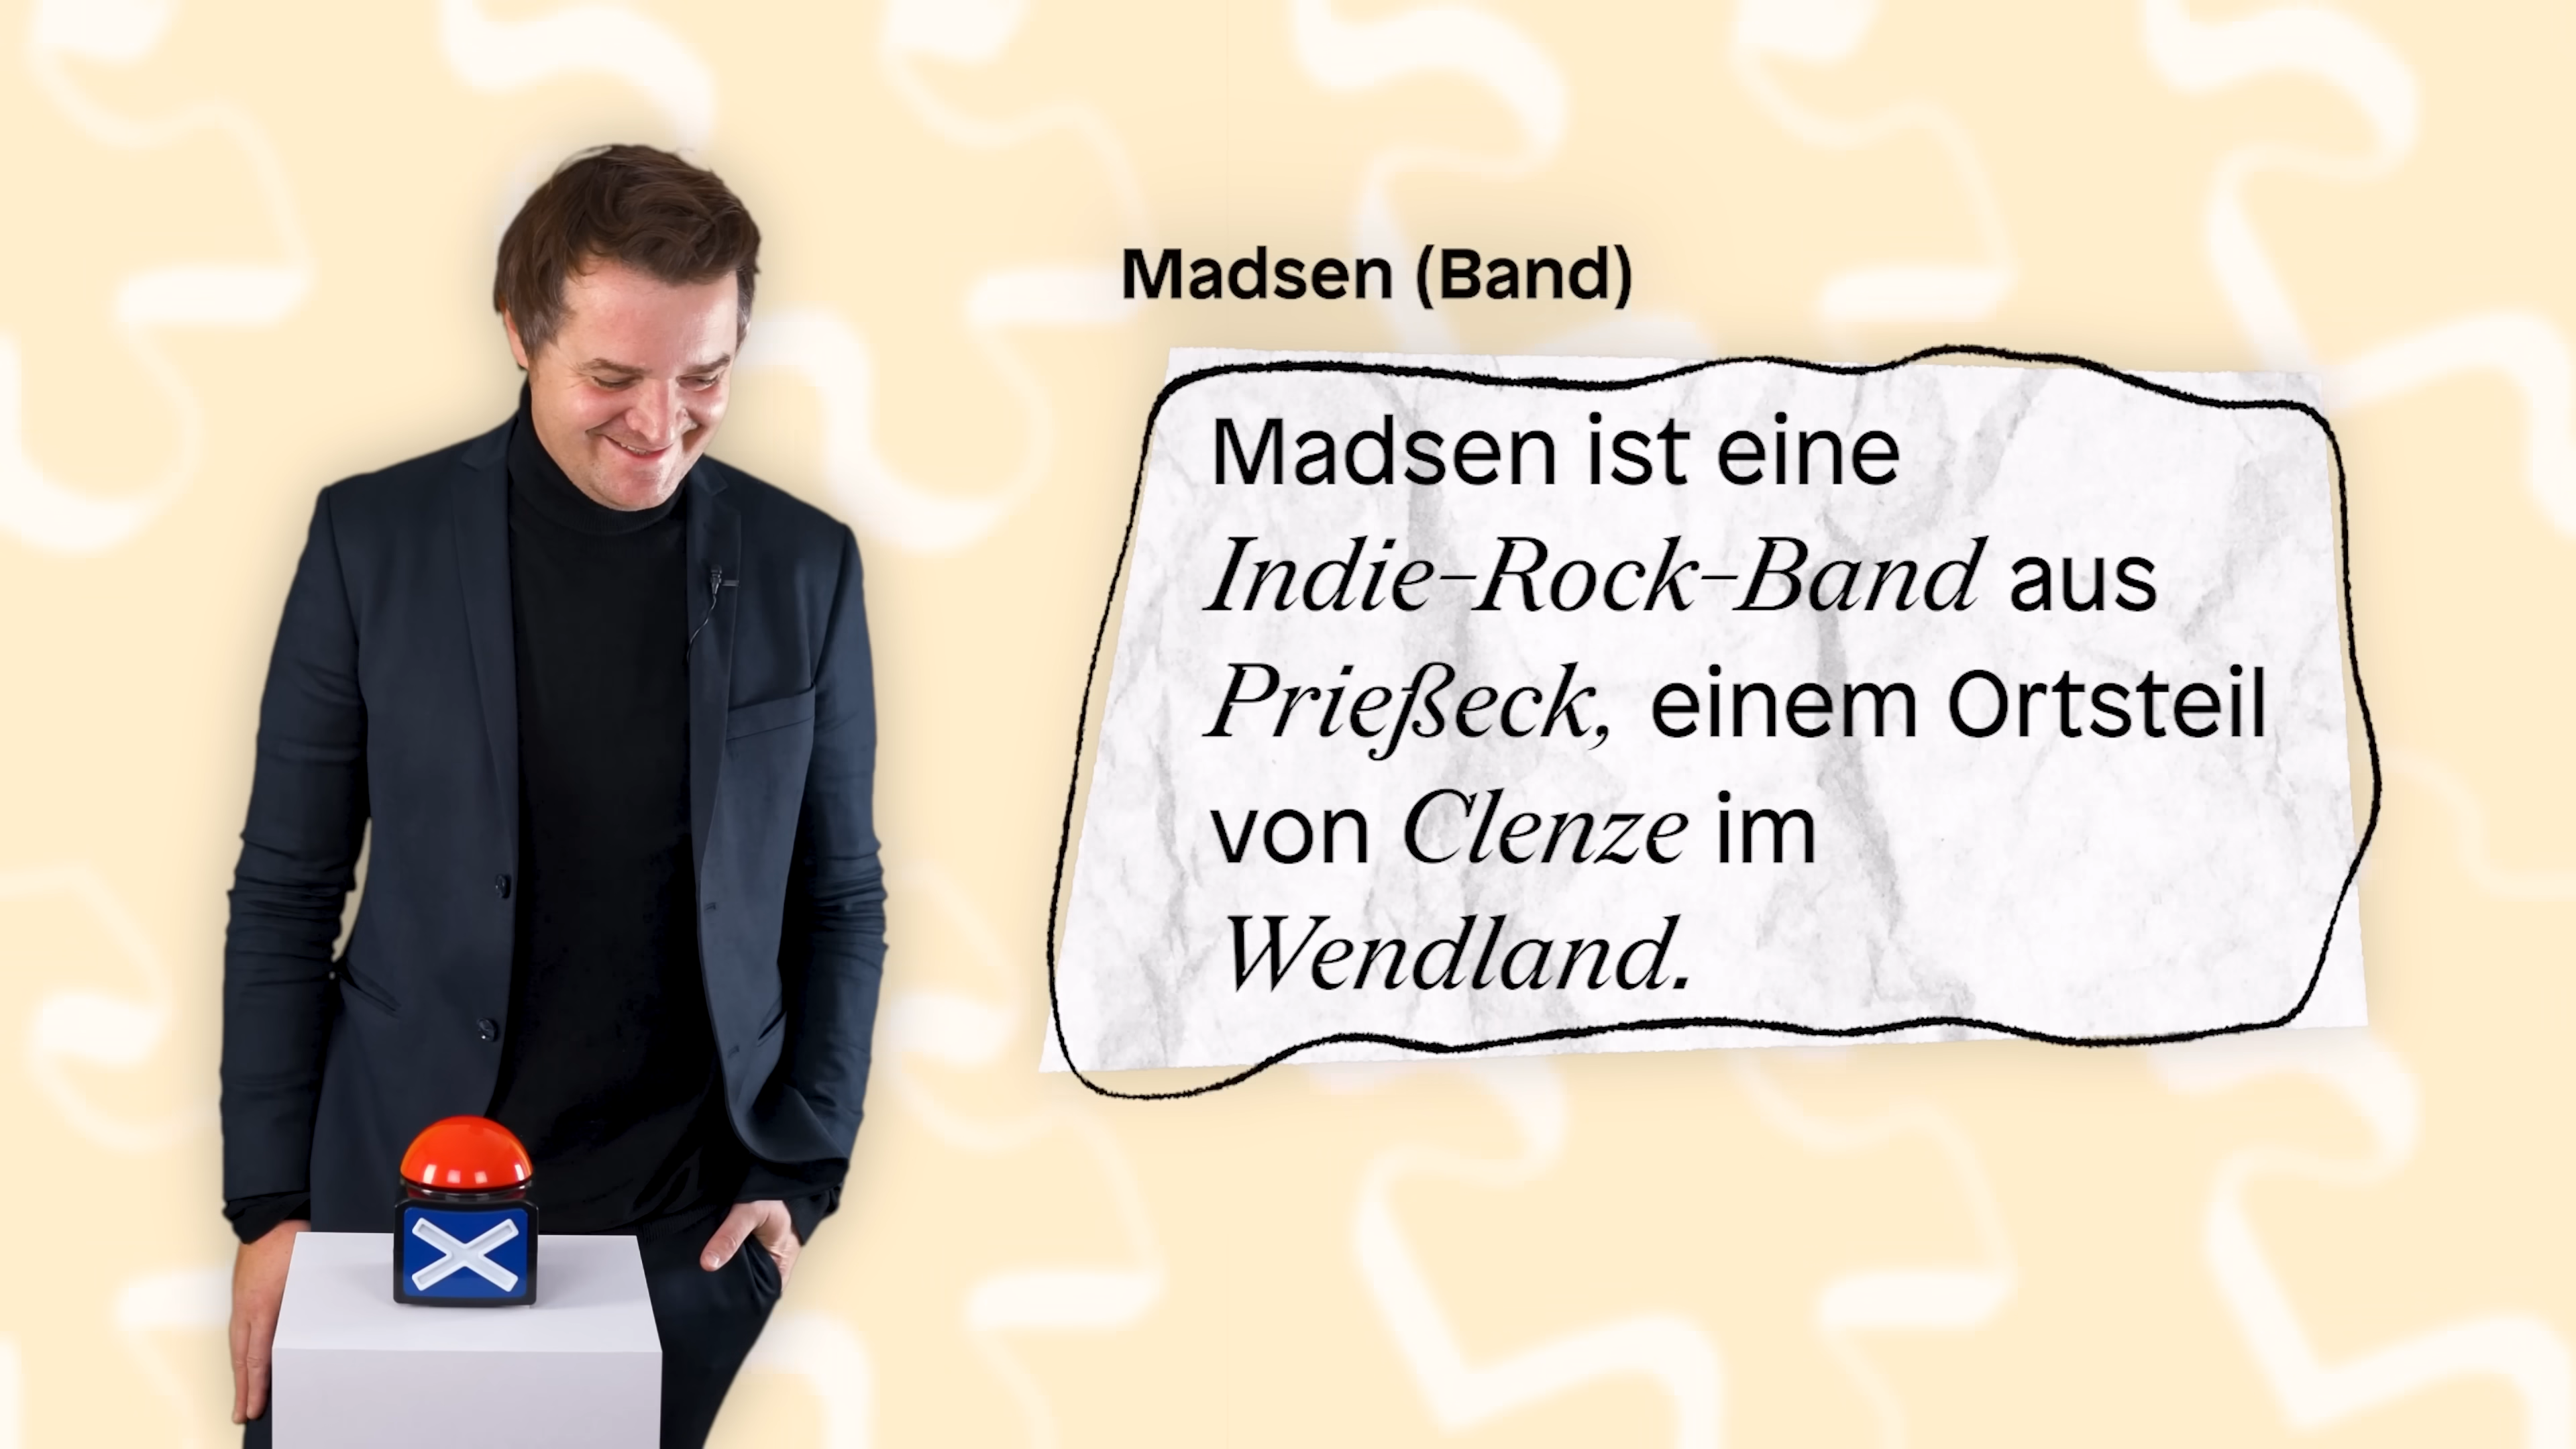 Madsen (Band)
Madsen ist eine
Indie-Rock-Band aus
Prießeck, einem Ortsteil
von Clenze im
Wendland.